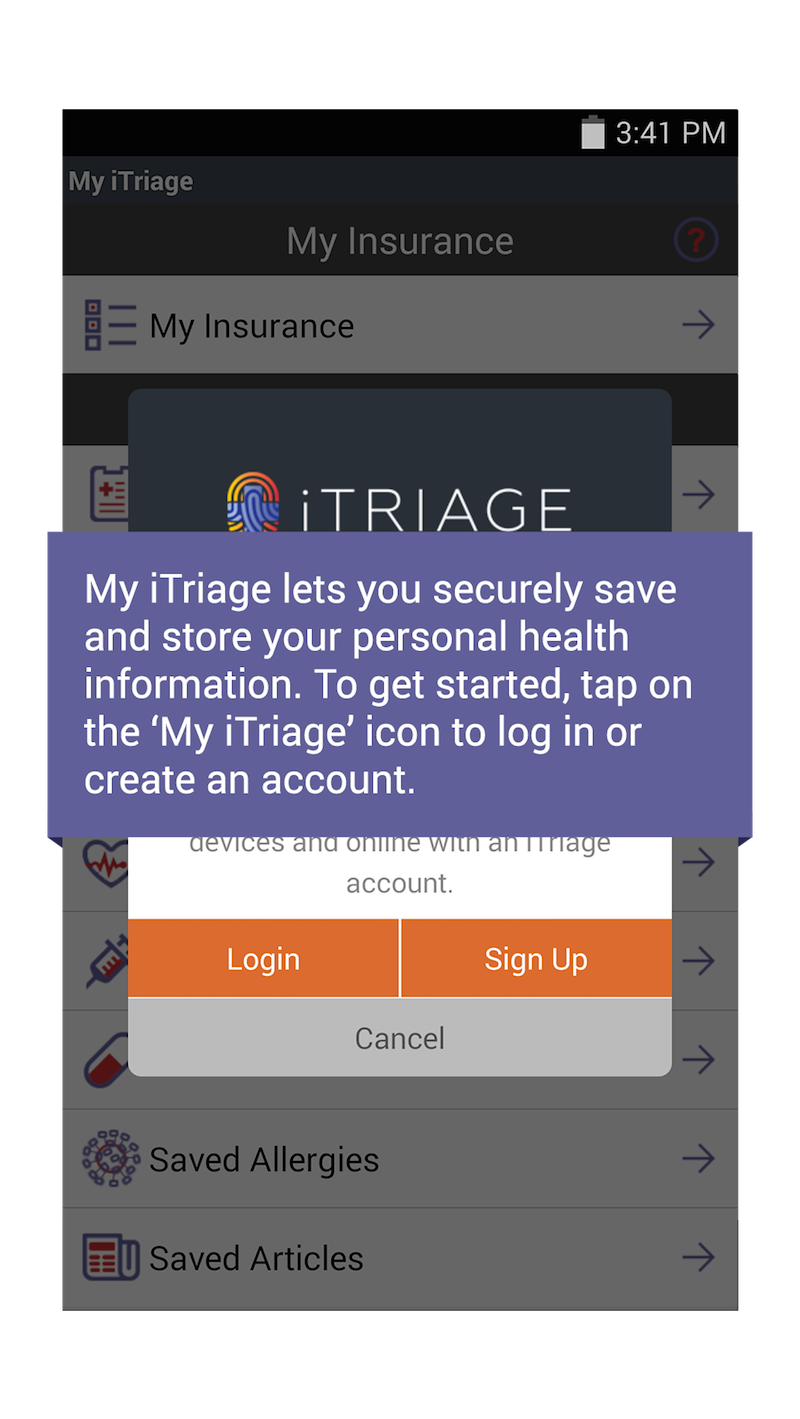 3:41 PM
My iTriage
My Insurance
?
My Insurance
iTRIAGE
My iTriage lets you securely save
and store your personal health
information. To get started, tap on
the ‘My iTriage’ icon to log in or
create an account.
devices and online with an iTriage
account.
Login
Sign Up
Cancel
Saved Allergies
Saved Articles